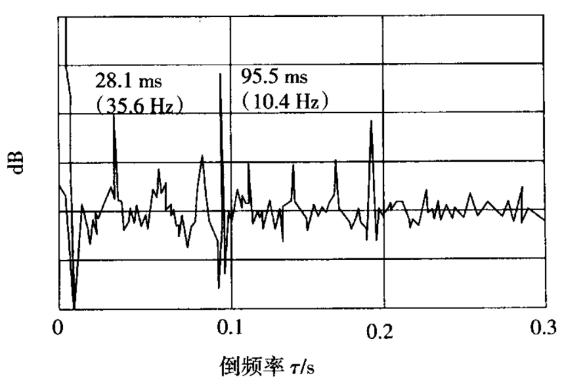 28.1 ms
（35.6 Hz）
95.5 ms
（10.4 Hz）
dB
0
0.1
0.2
0.3
倒频率 τ/s